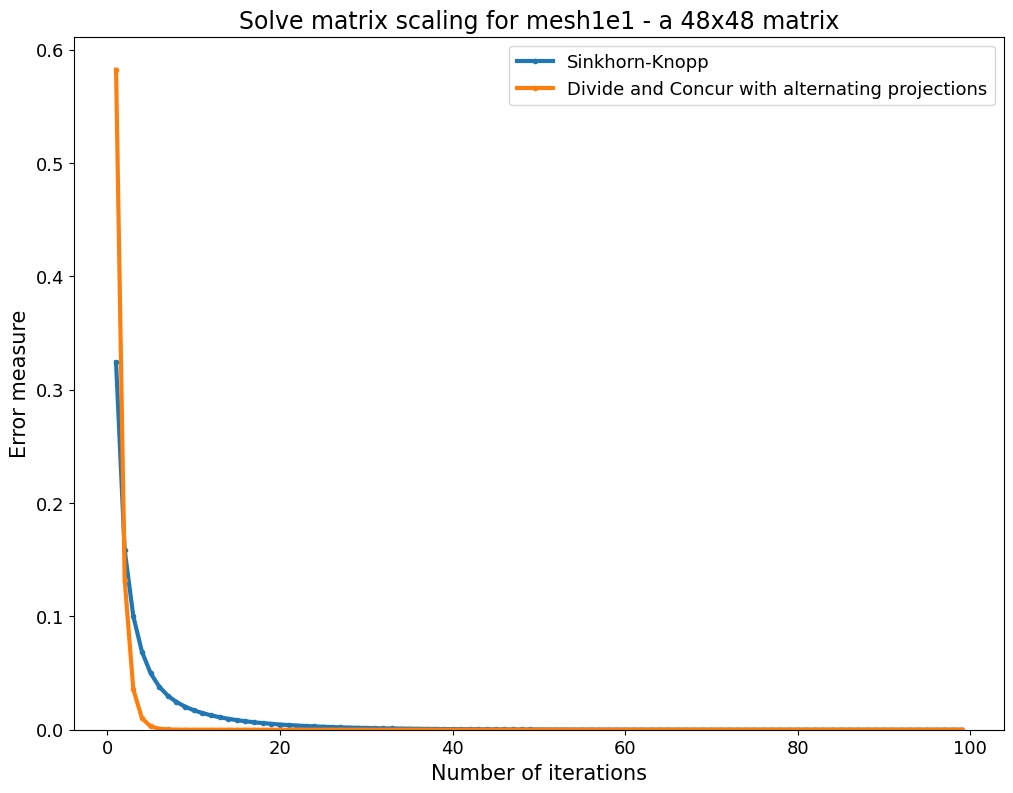 Solve matrix scaling for mesh1e1 - a 48x48 matrix
Sinkhorn-Knopp
Divide and Concur with alternating projections
Error measure
0.6
0.5
0.4
0.3
0.2
0.1
0.0
0 20 40 60 80 100
Number of iterations